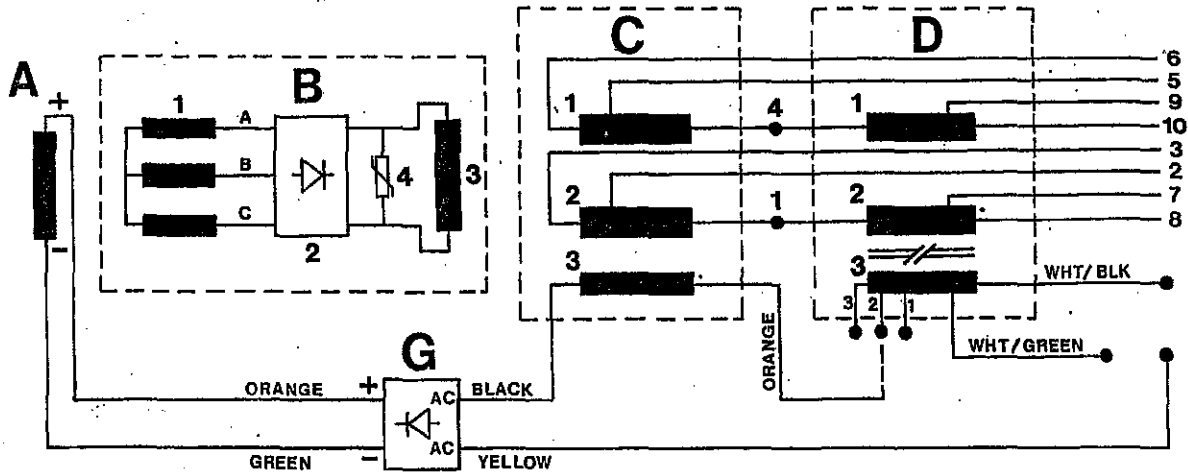 C D
A B
+
6
5
9
10
3
2
7
8
1 A
B
C
2
4
3
1
4
1
2
1
2
3
3
3 2 1
WHT/BLK
WHT/GREEN
ORANGE
−
G
ORANGE + AC BLACK
GREEN − AC YELLOW